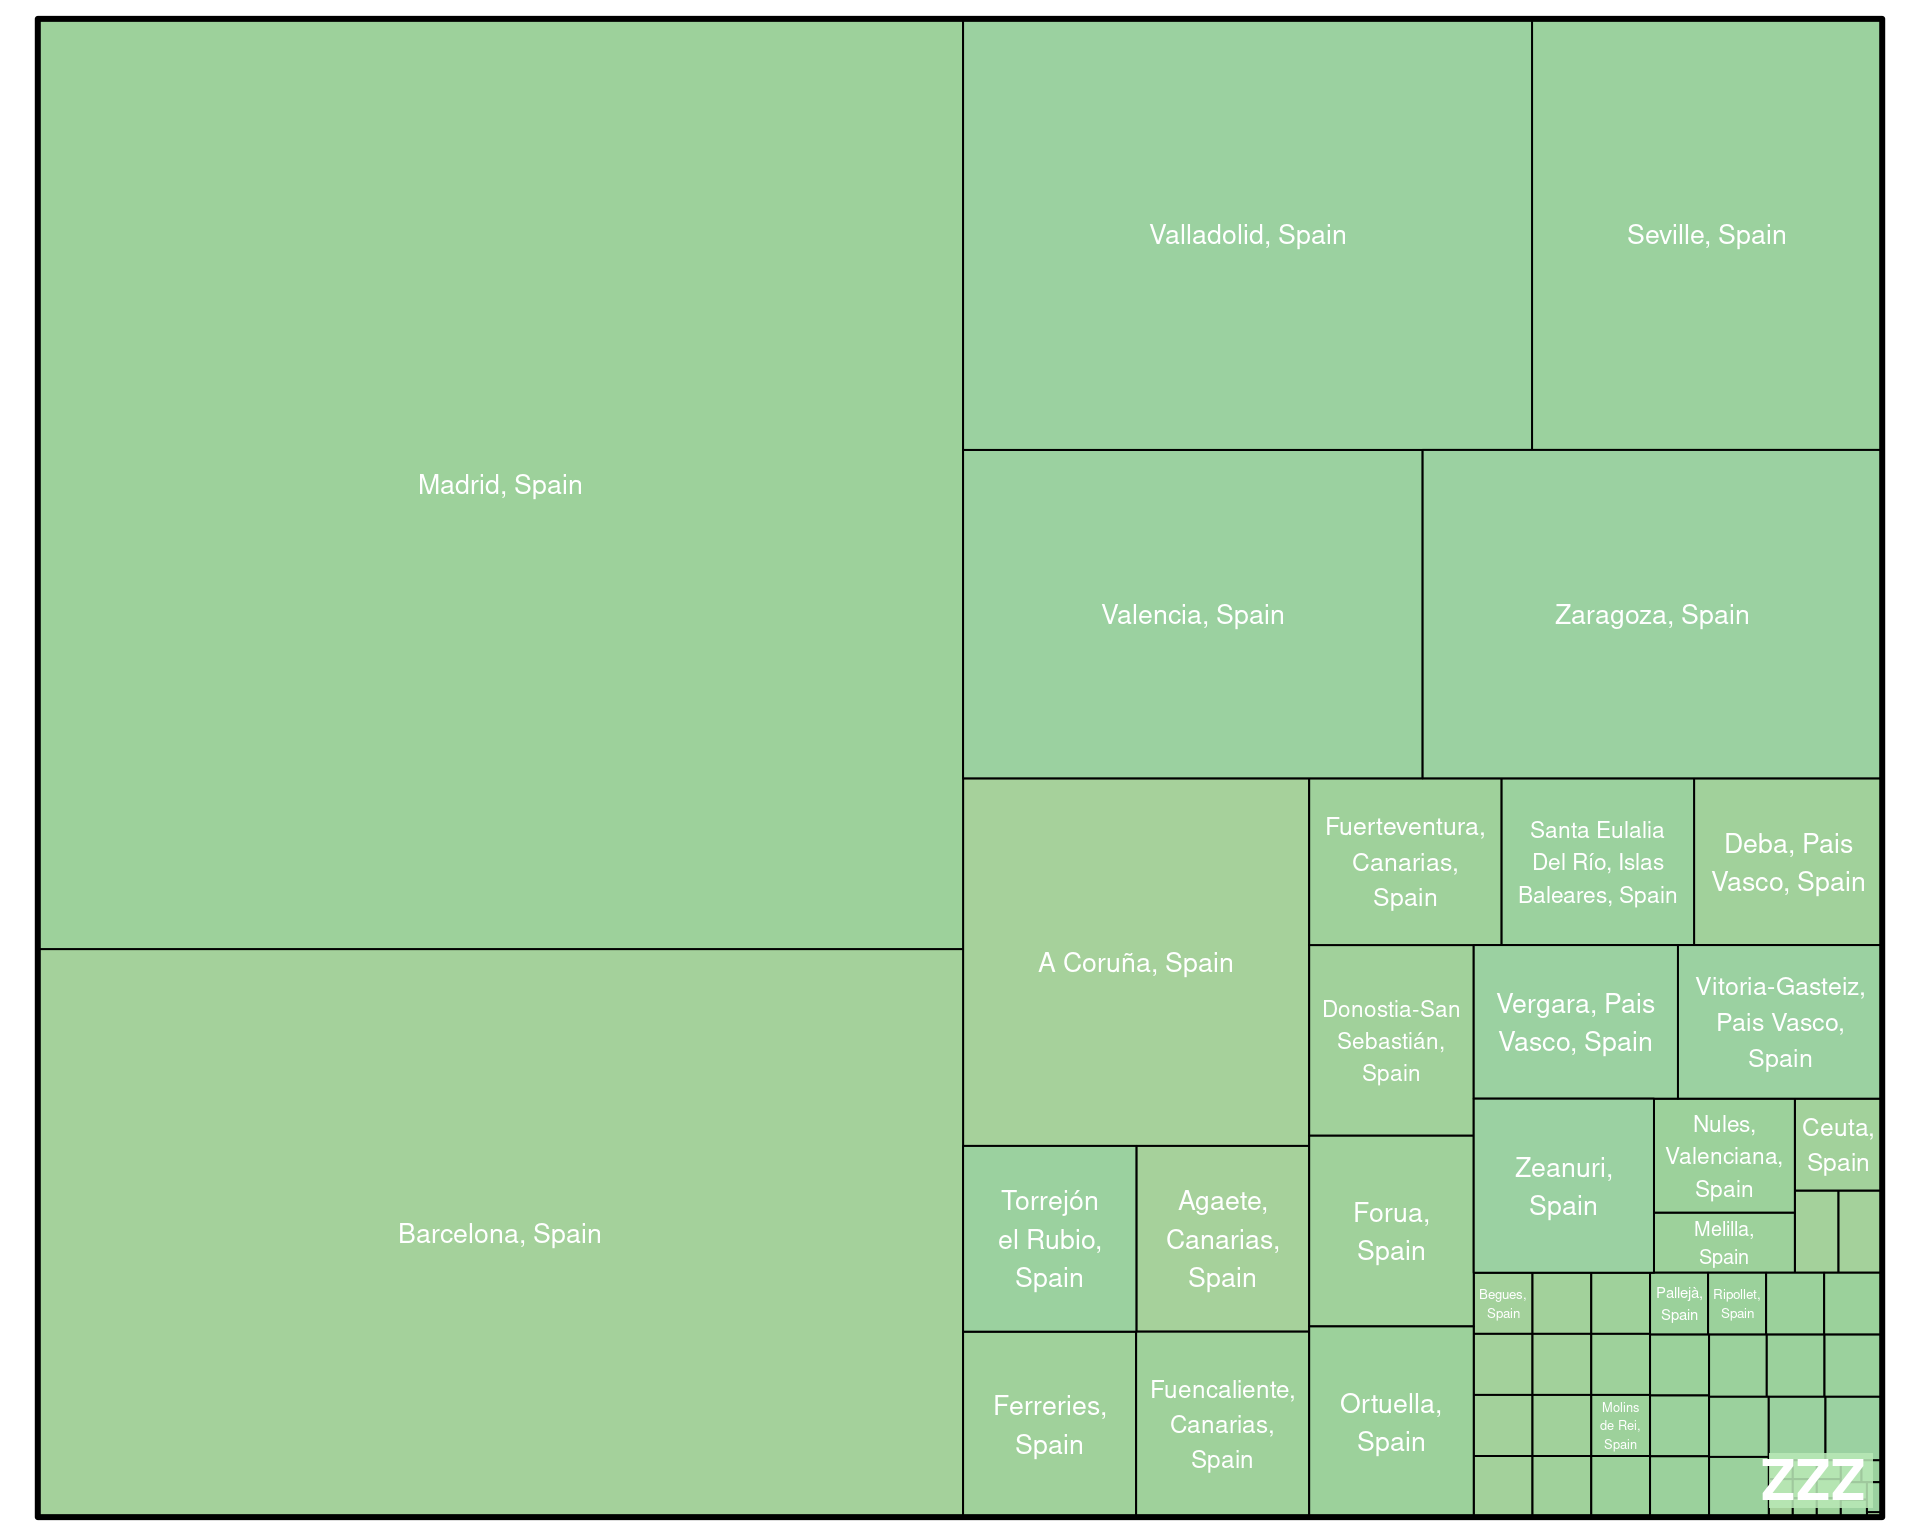 Madrid, Spain
Barcelona, Spain
Valladolid, Spain
Seville, Spain
Valencia, Spain
Zaragoza, Spain
A Coruña, Spain
Fuerteventura,
Canarias,
Spain
Santa Eulalia
Del Río, Islas
Baleares, Spain
Deba, Pais
Vasco, Spain
Donostia-San
Sebastián,
Spain
Vergara, Pais
Vasco, Spain
Vitoria-Gasteiz,
Pais Vasco,
Spain
Torrejón
el Rubio,
Spain
Agaete,
Canarias,
Spain
Ferreries,
Spain
Fuencaliente,
Canarias,
Spain
Forua,
Spain
Ortuella,
Spain
Zeanuri,
Spain
Nules,
Valenciana,
Spain
Ceuta,
Spain
Melilla,
Spain
Begues,
Spain
Pallejà,
Spain
Ripollet,
Spain
Molins
de Rei,
Spain
ZZZ